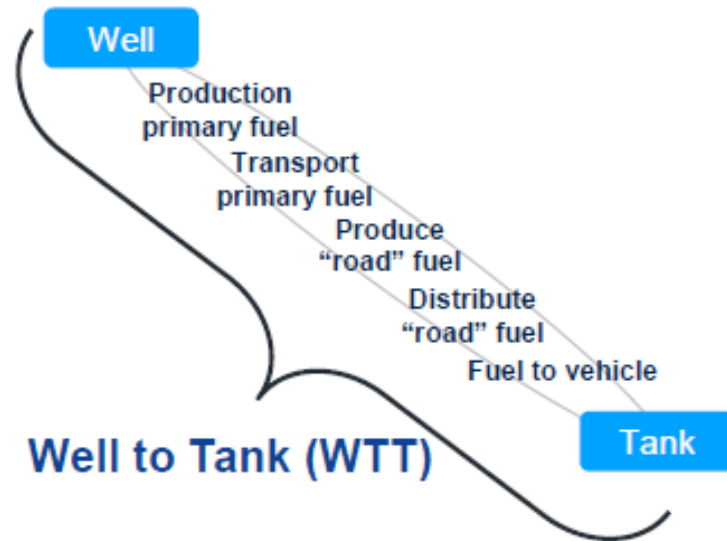 Well
Production
primary fuel
Transport
primary fuel
Produce
“road” fuel
Distribute
“road” fuel
Fuel to vehicle
Well to Tank (WTT)
Tank